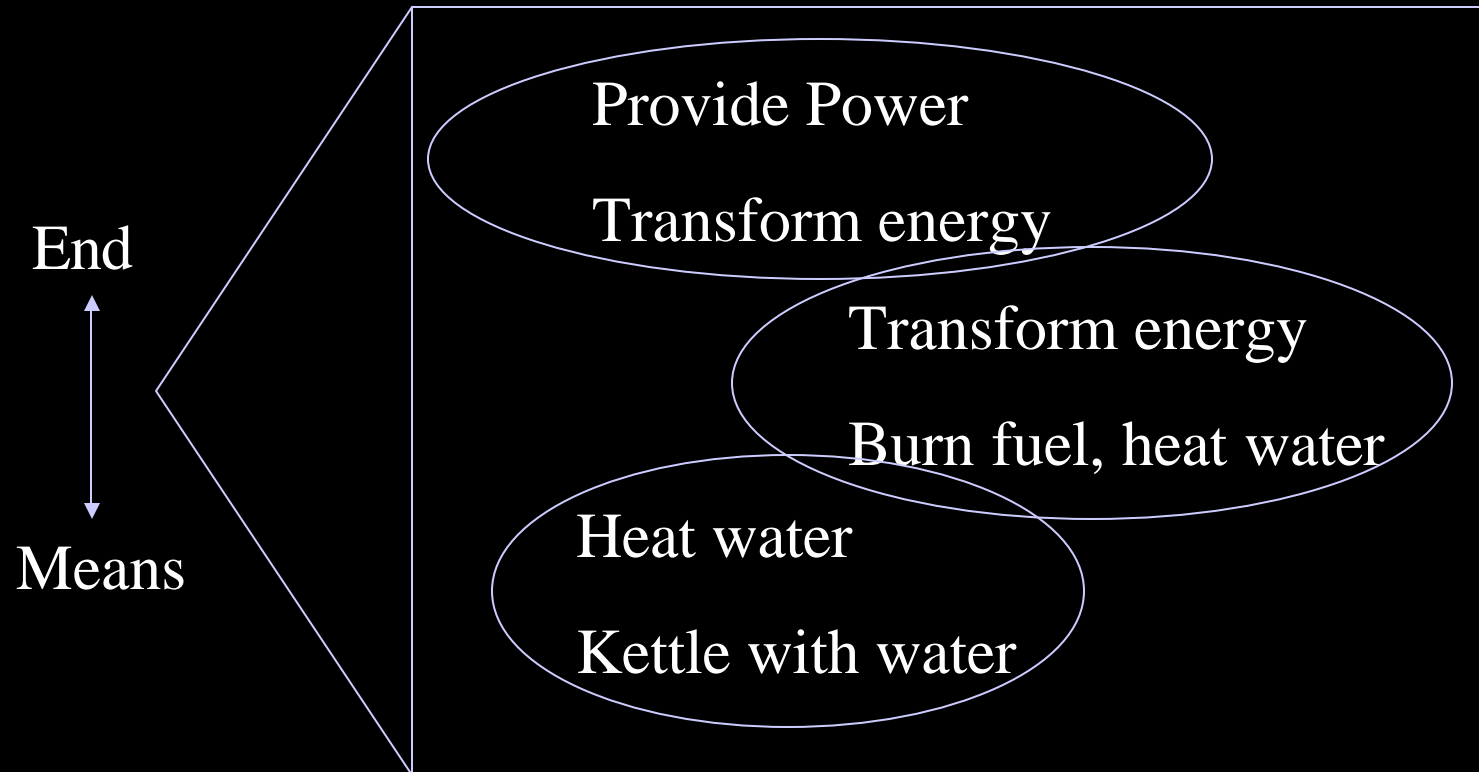 End
Means
Provide Power
Transform energy
Transform energy
Burn fuel, heat water
Heat water
Kettle with water